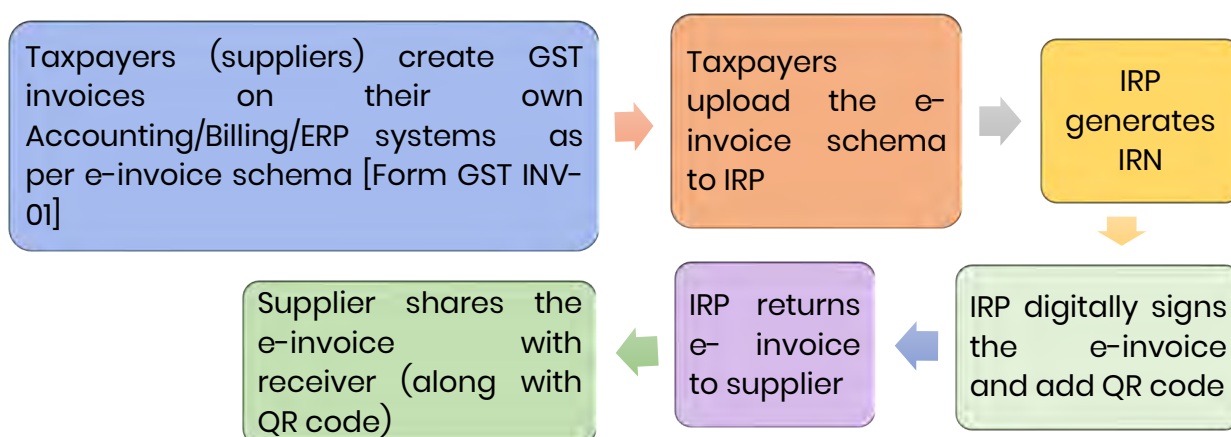 Taxpayers (suppliers) create GST
invoices on their own
Accounting/Billing/ERP systems as
per e-invoice schema [Form GST INV-
01]
Taxpayers
upload the e-
invoice schema
to IRP
IRP
generates
IRN
IRP digitally signs
the e-invoice
and add QR code
IRP returns
e- invoice
to supplier
Supplier shares the
e-invoice with
receiver (along with
QR code)